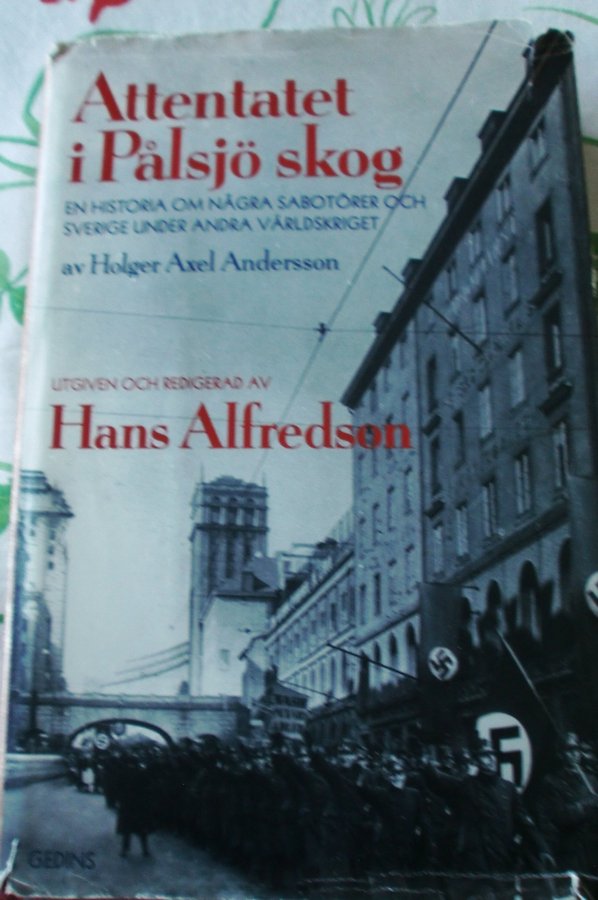 Attentatet
i Pålsjö skog
EN HISTORIA OM NÅGRA SABOTÖRER OCH
SVERIGE UNDER ANDRA VÄRLDSKRIGET
av Holger Axel Andersson
UTGIVEN OCH REDIGERAD AV
Hans Alfredson
GEDINS